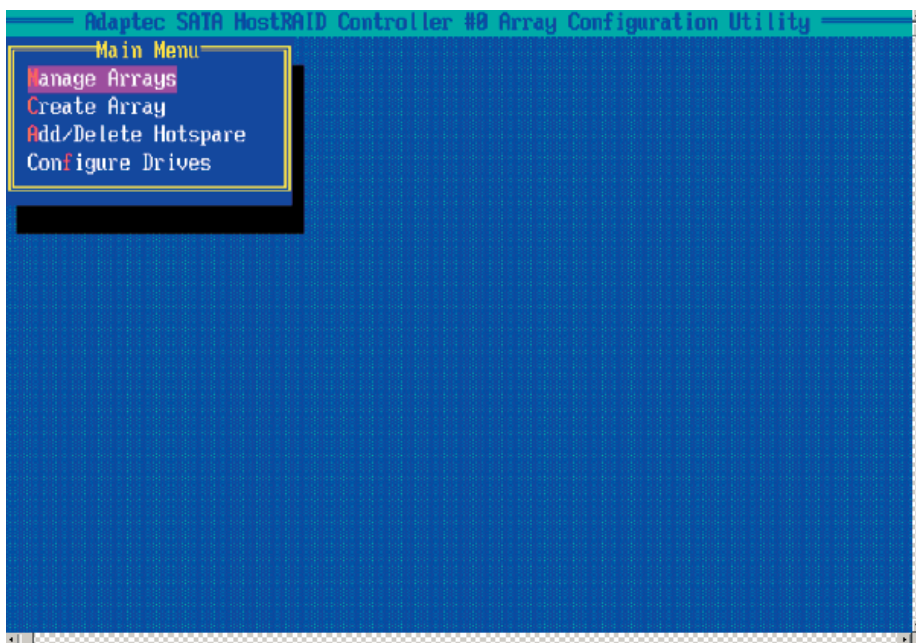 Adaptec SATA HostRAID Controller #0 Array Configuration Utility
Main Menu
Manage Arrays
Create Array
Add/Delete Hotspare
Configure Drives